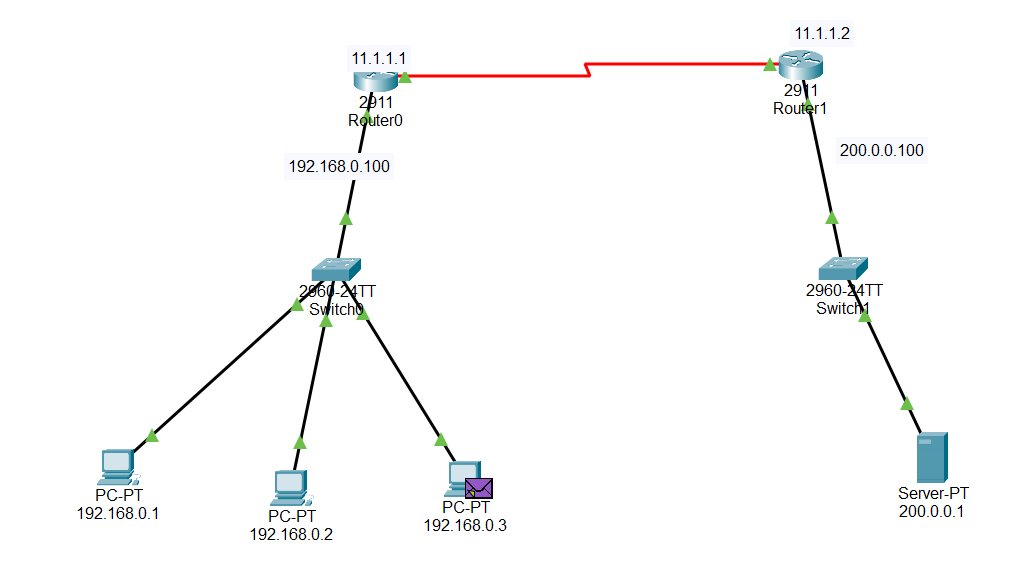 11.1.1.2
11.1.1.1
2911
Router0
2911
Router1
192.168.0.100
200.0.0.100
2960-24TT
Switch0
2960-24TT
Switch1
PC-PT
192.168.0.1
PC-PT
192.168.0.2
PC-PT
192.168.0.3
Server-PT
200.0.0.1